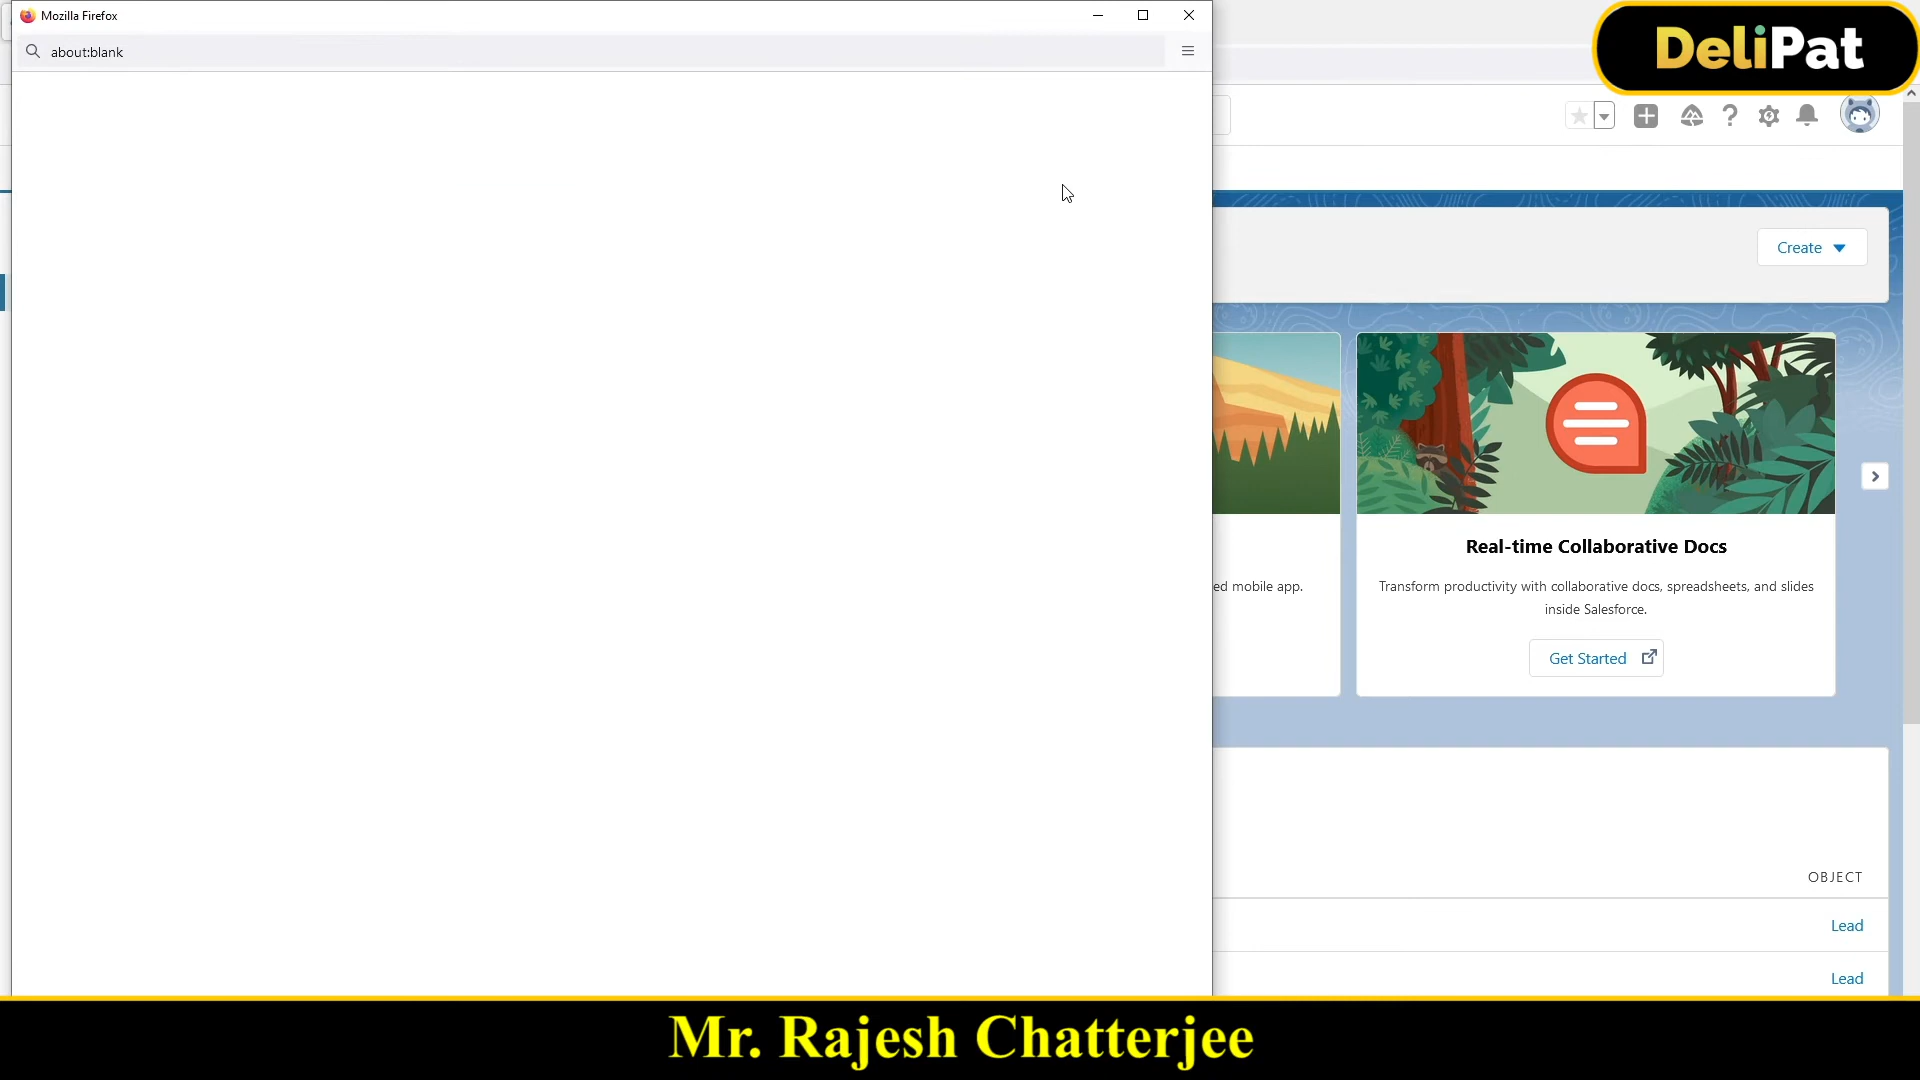 Mozilla Firefox
about:blank
DeliPat
Create
Real-time Collaborative Docs
ed mobile app.
Transform productivity with collaborative docs, spreadsheets, and slides
inside Salesforce.
Get Started
OBJECT
Lead
Lead
Mr. Rajesh Chatterjee